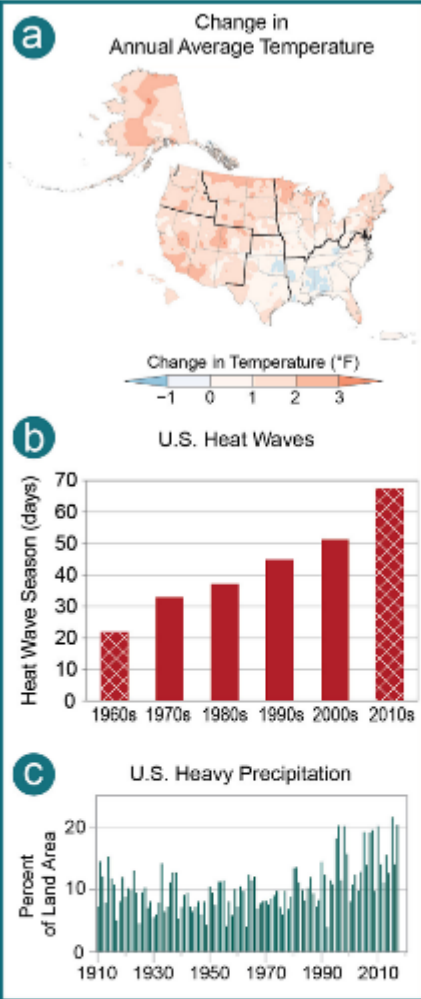 a
Change in
Annual Average Temperature
Change in Temperature (°F)
−1 0 1 2 3
b
U.S. Heat Waves
Heat Wave Season (days)
70
60
50
40
30
20
10
0
1960s 1970s 1980s 1990s 2000s 2010s
c
U.S. Heavy Precipitation
Percent
of Land Area
20
10
0
1910 1930 1950 1970 1990 2010